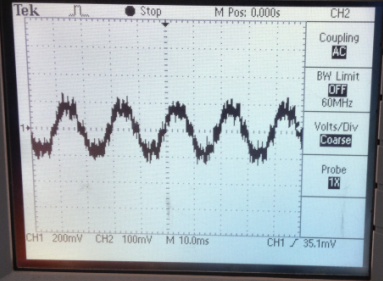 Tek Stop M Pos: 0.000s CH2
Coupling
AC
BW Limit
OFF
60MHz
Volts/Div
Coarse
Probe
1X
1
CH1 200mV CH2 100mV M 10.0ms CH1 35.1mV